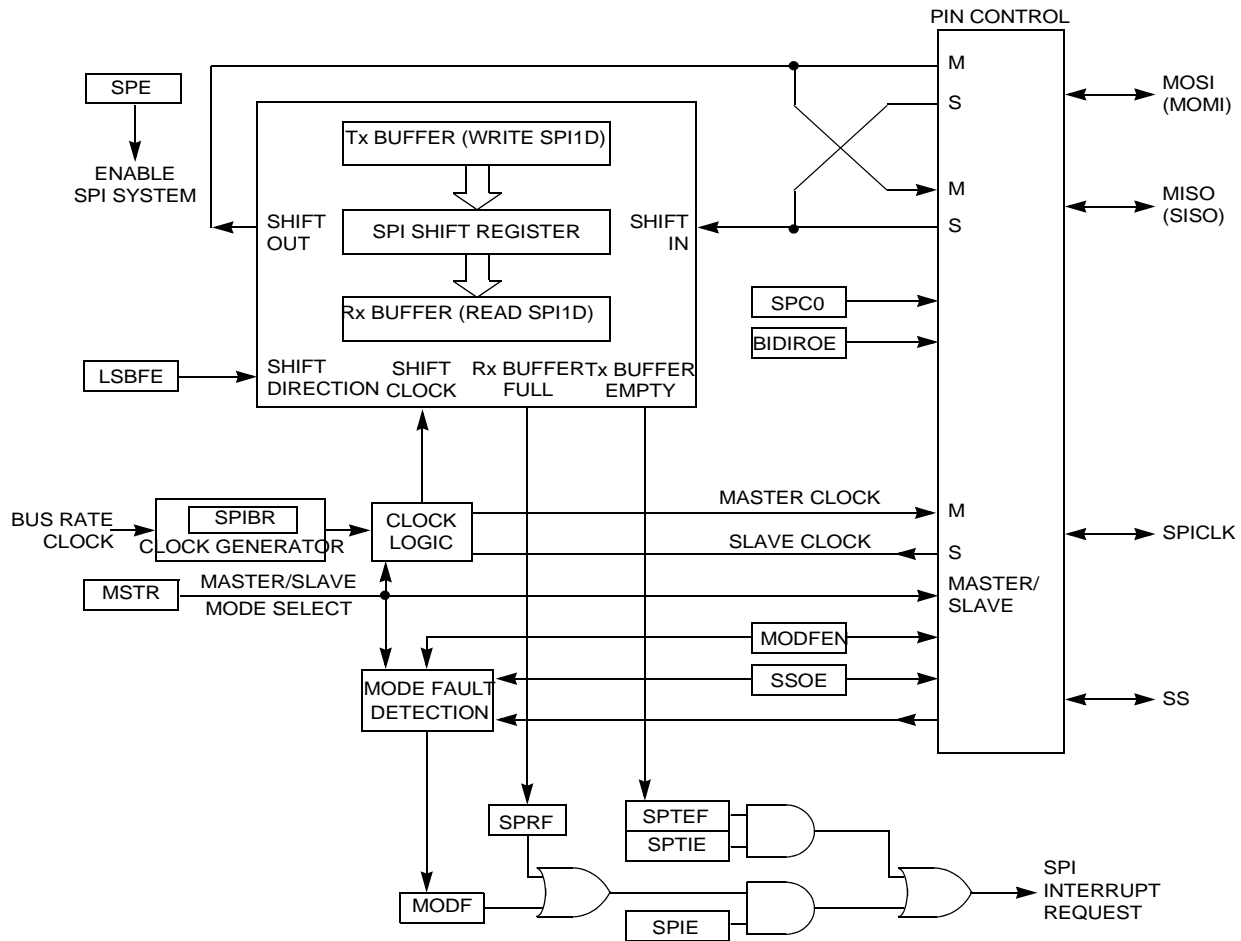 PIN CONTROL
M
MOSI
(MOMI)
SPE
S
Tx BUFFER (WRITE SPI1D)
ENABLE
SPI SYSTEM
M
MISO
(SISO)
SHIFT
OUT
SPI SHIFT REGISTER
SHIFT
IN
S
Rx BUFFER (READ SPI1D)
SPC0
BIDIROE
LSBFE
SHIFT
DIRECTION
SHIFT
CLOCK
Rx BUFFER
FULL
Tx BUFFER
EMPTY
MASTER CLOCK
M
BUS RATE
CLOCK
SPIBR
CLOCK GENERATOR
CLOCK
LOGIC
SLAVE CLOCK
S
SPICLK
MSTR
MASTER/SLAVE
MODE SELECT
MASTER/
SLAVE
MODFEN
MODE FAULT
DETECTION
SSOE
SS
SPRF
SPTEF
SPTIE
MODF
SPIE
SPI
INTERRUPT
REQUEST